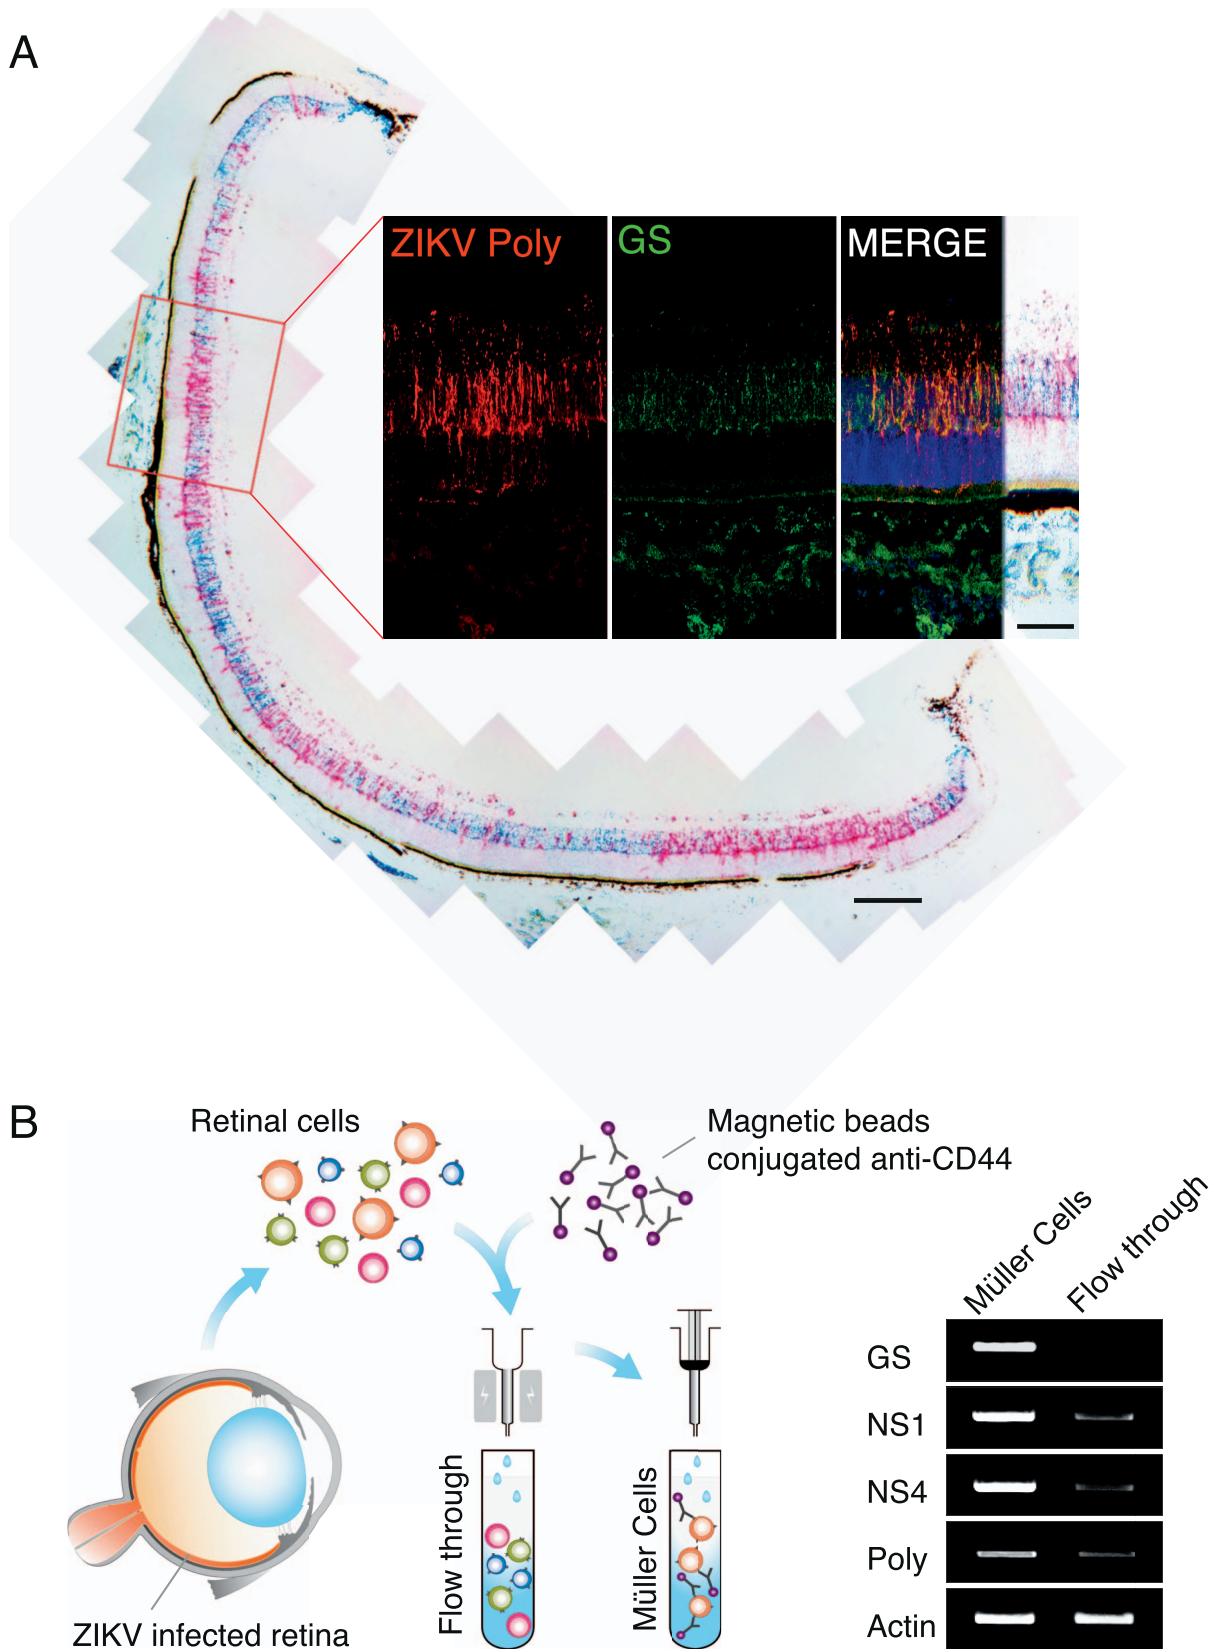 A
ZIKV Poly
GS
MERGE
B
Retinal cells
Magnetic beads
conjugated anti-CD44
Müller Cells
Flow through
GS
NS1
NS4
Poly
Actin
Flow through
Müller Cells
ZIKV infected retina